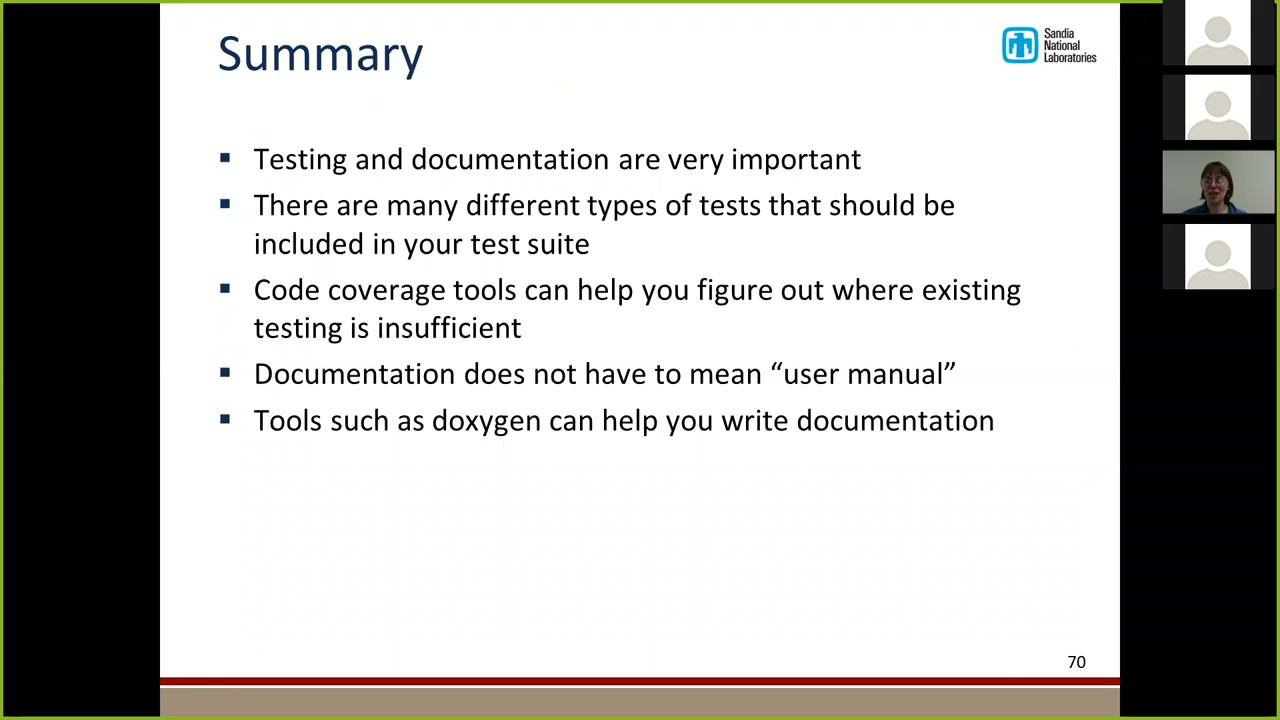 Summary
Sandia
National
Laboratories
▪ Testing and documentation are very important
▪ There are many different types of tests that should be
included in your test suite
▪ Code coverage tools can help you figure out where existing
testing is insufficient
▪ Documentation does not have to mean “user manual”
▪ Tools such as doxygen can help you write documentation
70